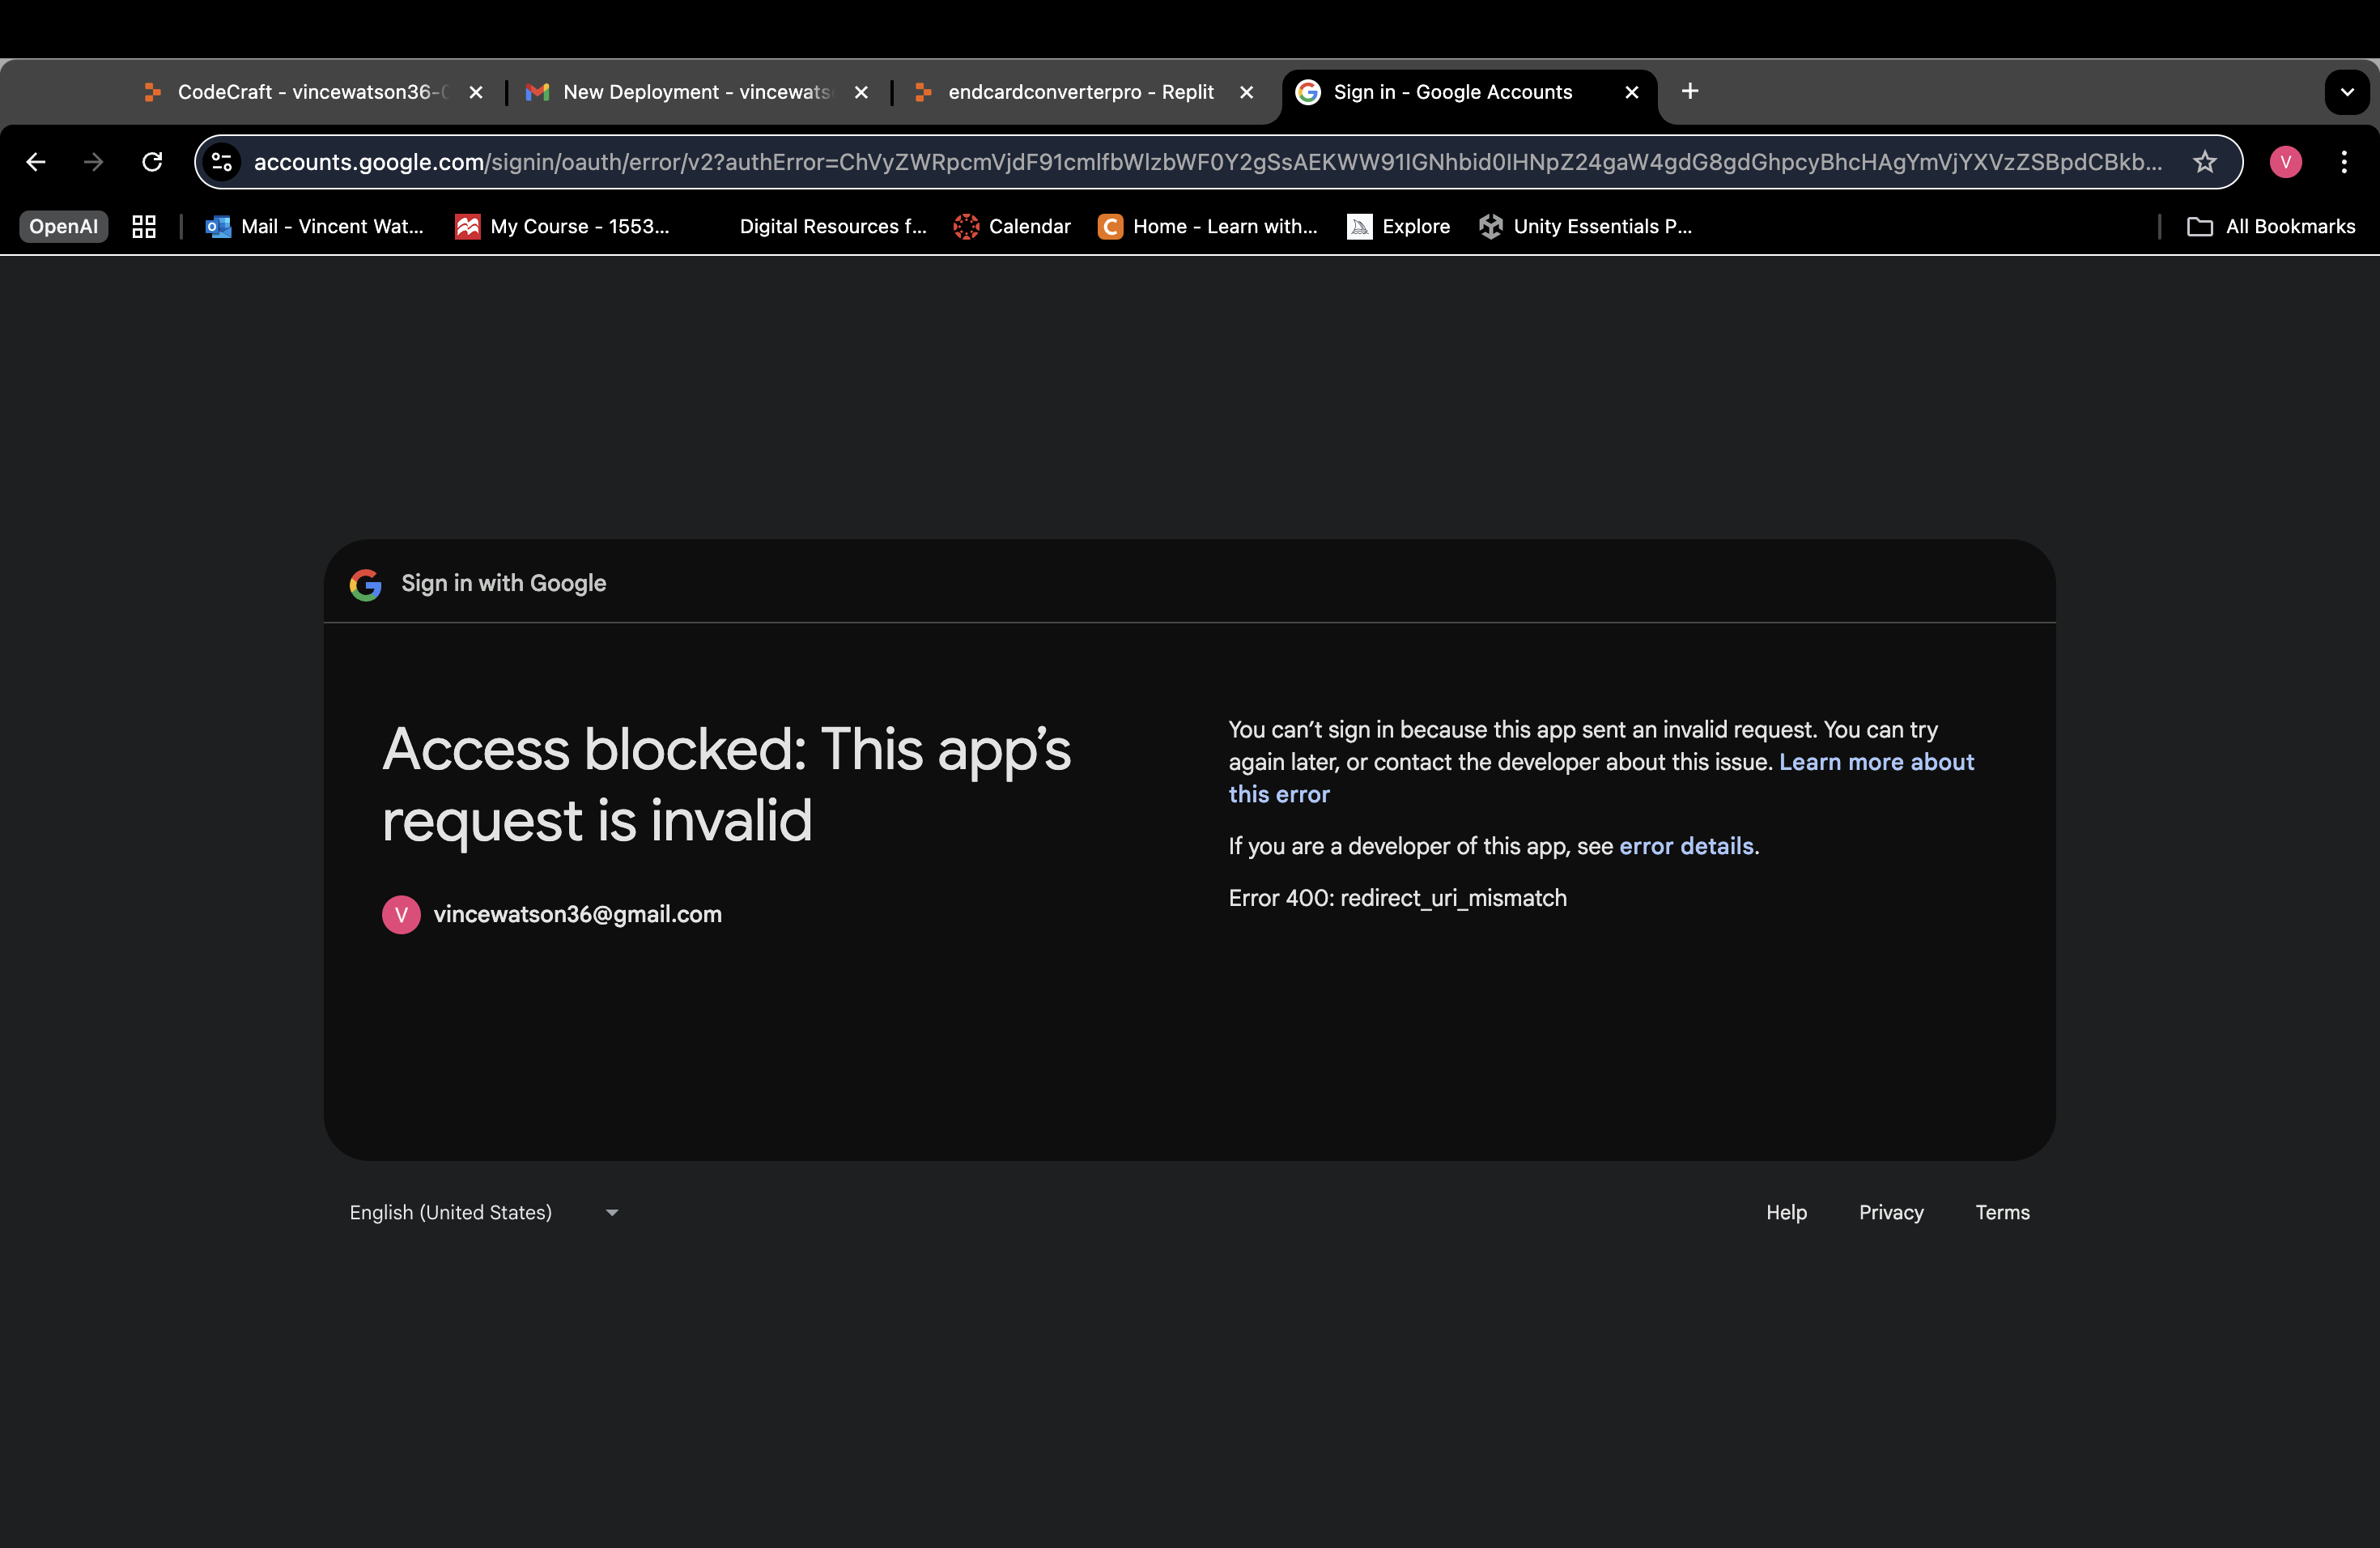 CodeCraft - vincewatson36-
New Deployment - vincewats
endcardconverterpro - Replit
Sign in - Google Accounts
accounts.google.com/signin/oauth/error/v2?authError=ChVyZWRpcmVjdF91cmlfbWlzbWF0Y2gSsAEKWW91IGNhbid0IHNpZ24gaW4gdG8gdGhpcyBhcHAgYmVjYXVzZSBpdCBkb...
V
OpenAI
Mail - Vincent Wat...
My Course - 1553...
Digital Resources f...
Calendar
Home - Learn with...
Explore
Unity Essentials P...
All Bookmarks
Sign in with Google
Access blocked: This app’s
request is invalid
V vincewatson36@gmail.com
You can’t sign in because this app sent an invalid request. You can try
again later, or contact the developer about this issue. Learn more about
this error
If you are a developer of this app, see error details.
Error 400: redirect_uri_mismatch
English (United States)
Help
Privacy
Terms